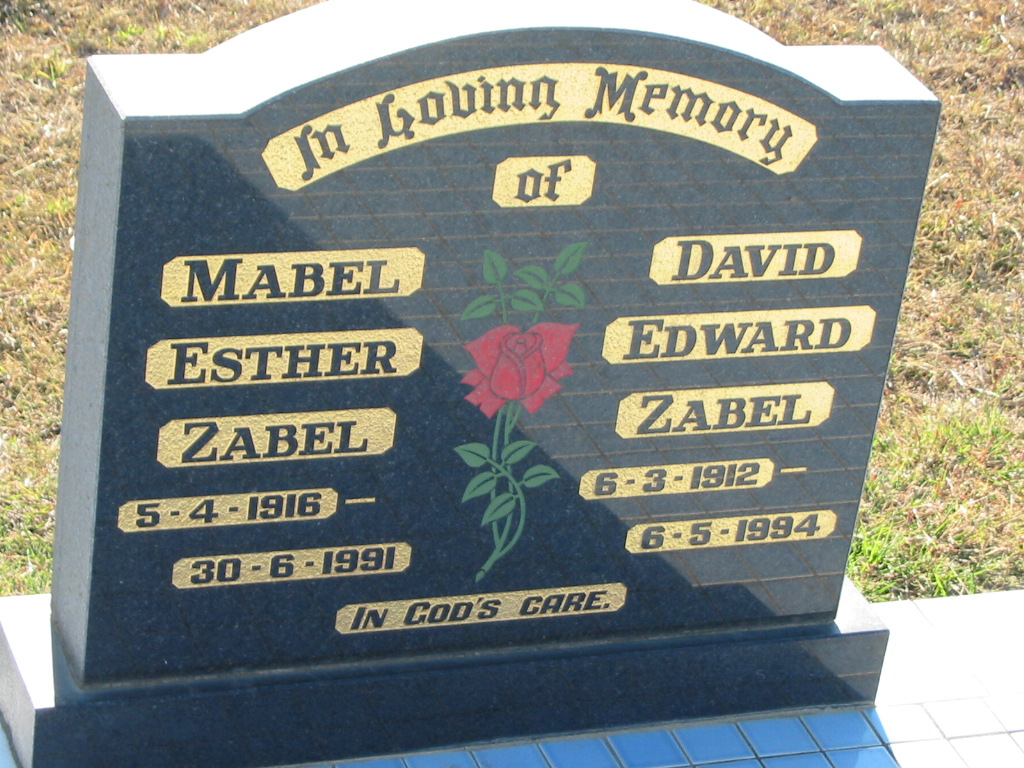 In Loving Memory
of
MABEL
ESTHER
ZABEL
5-4-1916 —
30-6-1991
DAVID
EDWARD
ZABEL
6-3-1912 —
6-5-1994
IN GOD'S CARE.